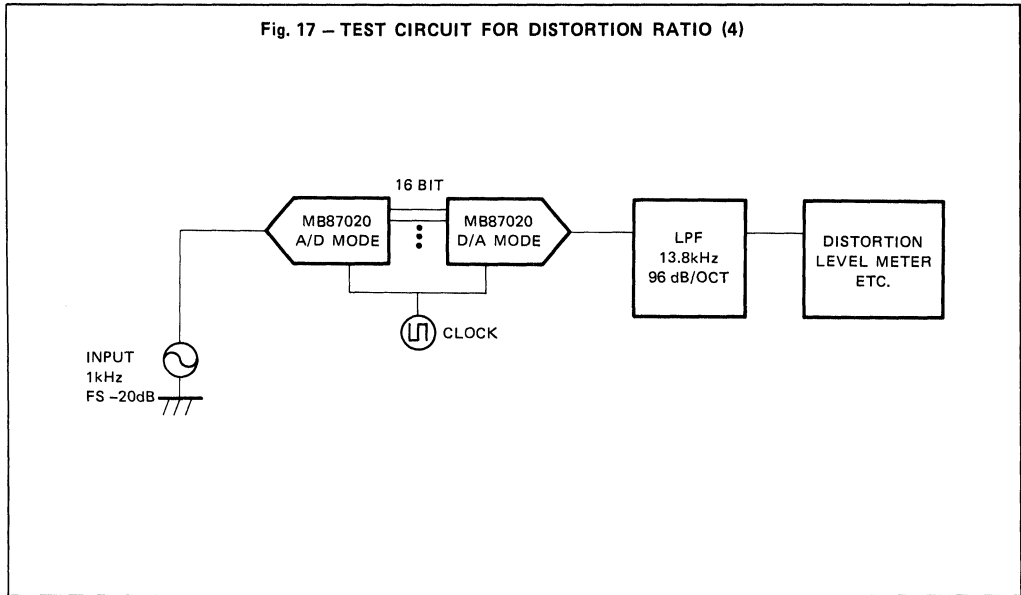 Fig. 17 – TEST CIRCUIT FOR DISTORTION RATIO (4)
16 BIT
MB87020
A/D MODE
MB87020
D/A MODE
LPF
13.8kHz
96 dB/OCT
DISTORTION
LEVEL METER
ETC.
CLOCK
INPUT
1kHz
FS –20dB